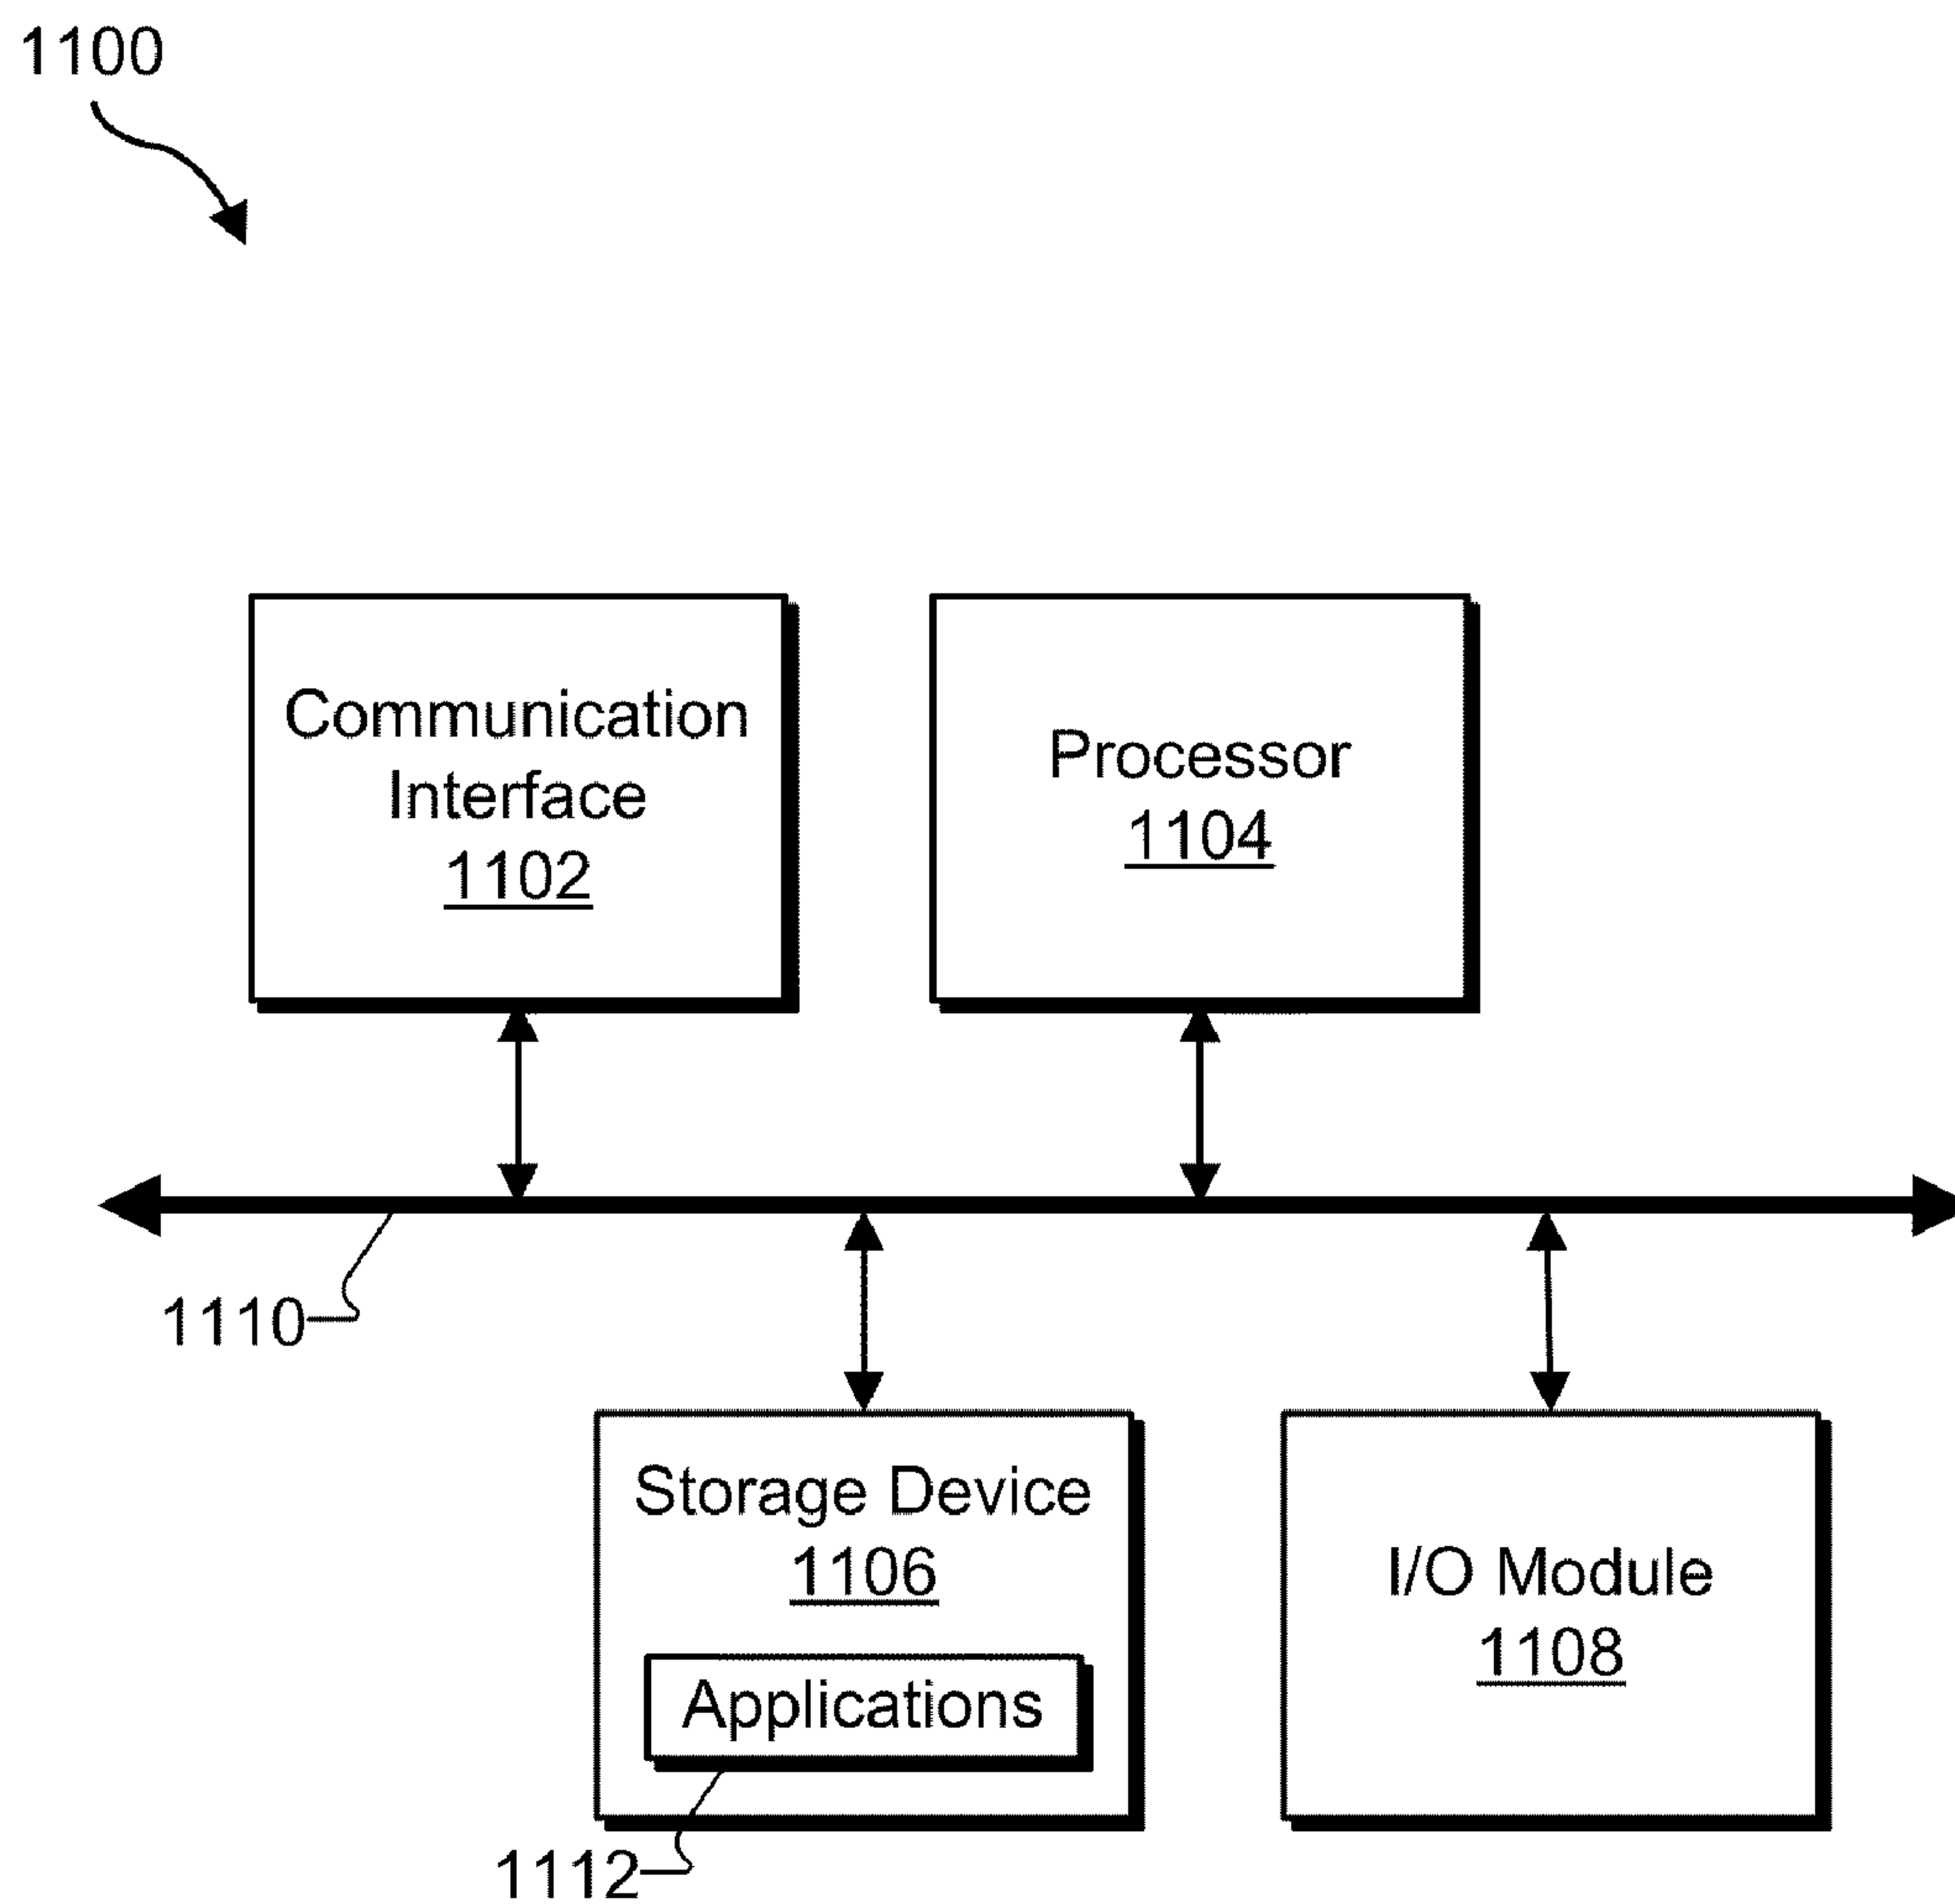 1100
Communication
Interface
1102
Processor
1104
1110
Storage Device
1106
Applications
1112
I/O Module
1108